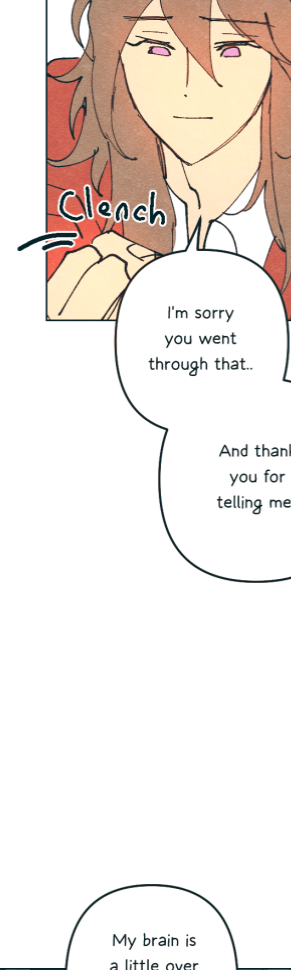 Clench
I'm sorry
you went
through that..
And thank
you for
telling me
My brain is
a little over